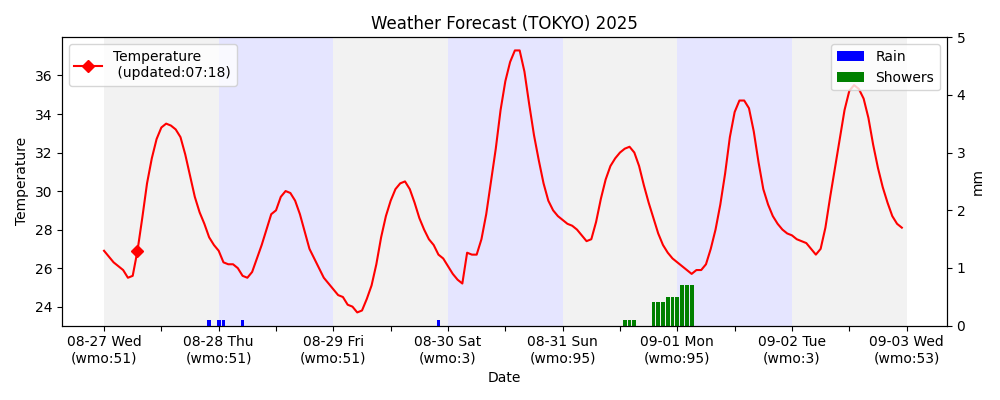 Weather Forecast (TOKYO) 2025
Temperature
(updated:07:18)
Rain
Showers
Temperature
36
34
32
30
28
26
24
5
4
3
2
1
0
mm
08-27 Wed
(wmo:51)
08-28 Thu
(wmo:51)
08-29 Fri
(wmo:51)
08-30 Sat
(wmo:3)
08-31 Sun
(wmo:95)
09-01 Mon
(wmo:95)
09-02 Tue
(wmo:3)
09-03 Wed
(wmo:53)
Date